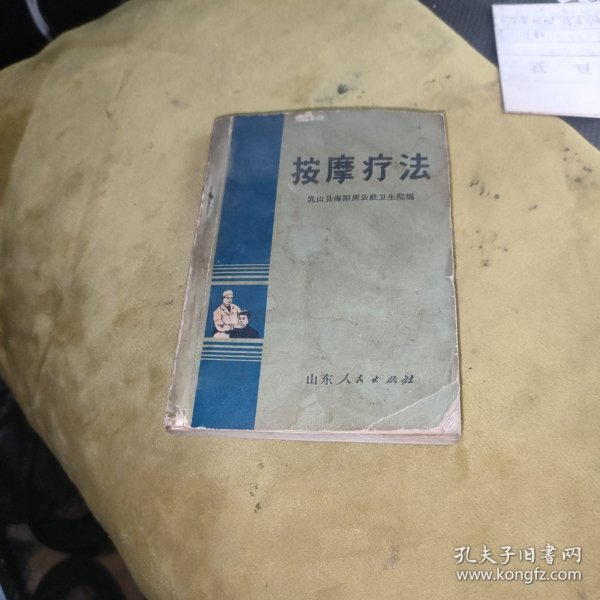 按摩疗法
乳山县海阳所公社卫生院编
山东人民出版社
孔夫子旧书网
www.kongfz.com